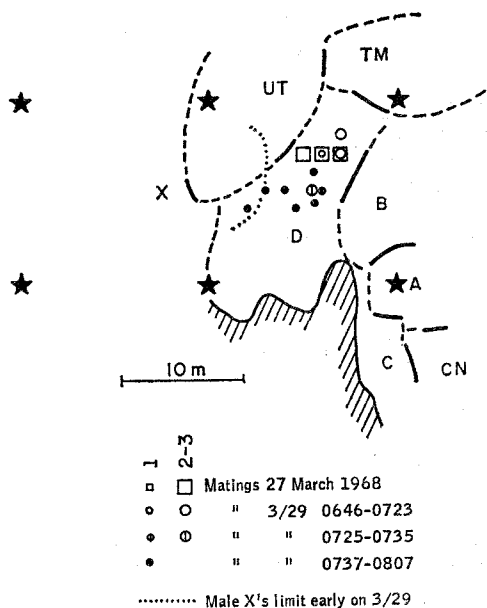 TM
UT
X
B
D
A
10 m
C
CN
1 2-3
Matings 27 March 1968
" 3/29 0646-0723
" " 0725-0735
" " 0737-0807
Male X's limit early on 3/29